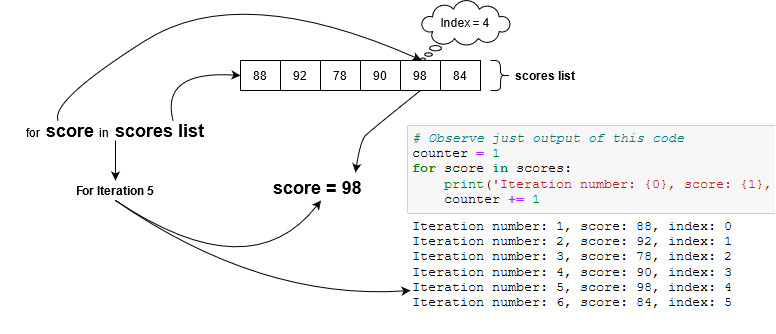 Index = 4
88 92 78 90 98 84
scores list
for score in scores list
For Iteration 5
score = 98
# Observe just output of this code
counter = 1
for score in scores:
print('Iteration number: {0}, score: {1},
counter += 1
Iteration number: 1, score: 88, index: 0
Iteration number: 2, score: 92, index: 1
Iteration number: 3, score: 78, index: 2
Iteration number: 4, score: 90, index: 3
Iteration number: 5, score: 98, index: 4
Iteration number: 6, score: 84, index: 5